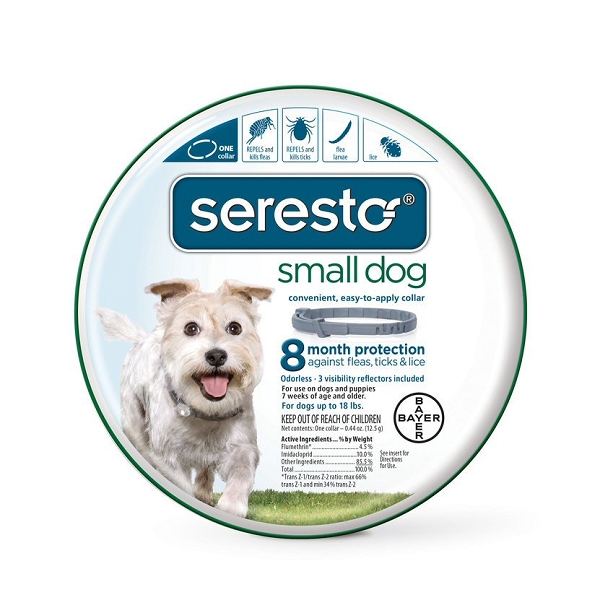 ONE
collar
REPELS and
kills fleas
REPELS and
kills ticks
flea
larvae
lice
seresto®
small dog
convenient, easy-to-apply collar
8 month protection
against fleas, ticks & lice
Odorless - 3 visibility reflectors included
For use on dogs and puppies
7 weeks of age and older.
For dogs up to 18 lbs.
KEEP OUT OF REACH OF CHILDREN
Net contents: One collar – 0.44 oz. (12.5 g)
BAYER
BAYER
Active Ingredients... % by Weight
Flumethrin* 4.5 %
Imidacloprid 10.0 %
Other Ingredients 85.5 %
Total 100.0 %
*Trans Z-1/trans Z-2 ratio: max 66%
trans Z-1 and min 34% trans Z-2
See insert for
Directions
for Use.